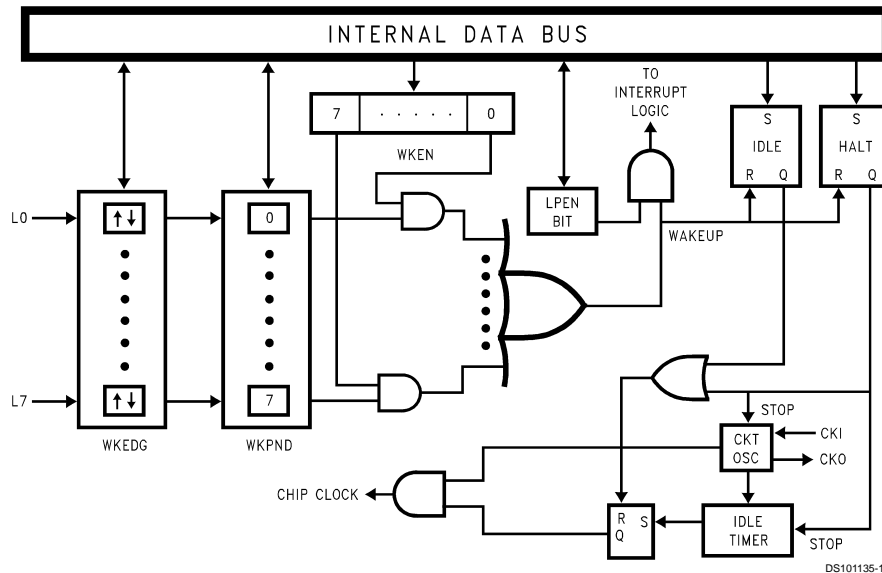 INTERNAL DATA BUS
TO
INTERRUPT
LOGIC
7 . . . . . 0
WKEN
S
IDLE
R Q
S
HALT
R Q
LPEN
BIT
WAKEUP
L0
↑↓
0
L7
↑↓
7
WKEDG
WKPND
STOP
CKT
OSC
CKI
CKO
CHIP CLOCK
R S
Q
IDLE
TIMER
STOP
DS101135-1